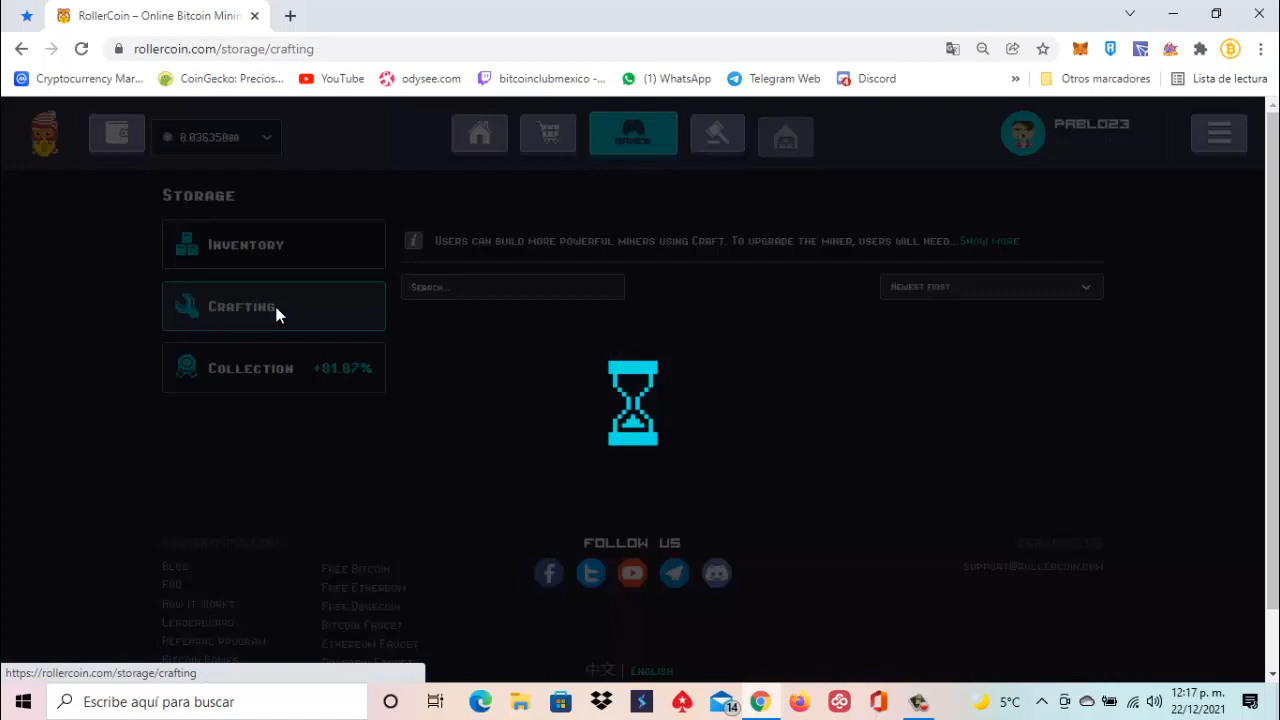 RollerCoin – Online Bitcoin Minin
rollercoin.com/storage/crafting
Cryptocurrency Mar...
CoinGecko: Precios...
YouTube
odysee.com
bitcoinclubmexico -...
(1) WhatsApp
Telegram Web
Discord
»
Otros marcadores
Lista de lectura
0.03635800
GAMES
PABLO23
STORAGE
INVENTORY
USERS CAN BUILD MORE POWERFUL MINERS USING CRAFT. TO UPGRADE THE MINER, USERS WILL NEED... SHOW MORE
SEARCH...
NEWEST FIRST
CRAFTING
COLLECTION +81.87%
FOLLOW US
BLOG
FAQ
HOW IT WORKS
LEADERBOARD
REFERRAL PROGRAM
FREE BITCOIN
FREE ETHEREUM
FREE DOGECOIN
BITCOIN FAUCET
ETHEREUM FAUCET
SUPPORT@ROLLERCOIN.COM
中文 | ENGLISH
https://rollercoin.com/storage/crafting
Escribe aquí para buscar
14
5°C
12:17 p. m.
22/12/2021